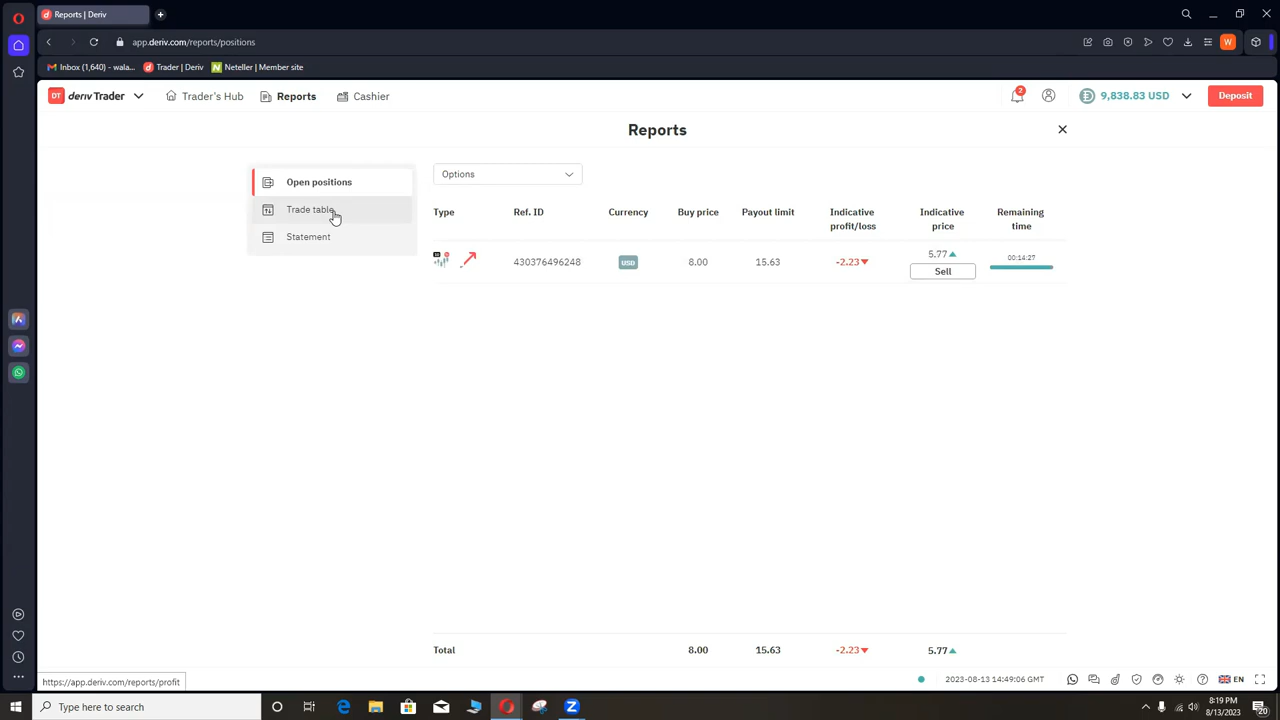 Reports | Deriv
app.deriv.com/reports/positions
Inbox (1,640) - wala... Trader | Deriv Neteller | Member site
DT deriv Trader Trader's Hub Reports Cashier 2 9,838.83 USD Deposit
Reports
Open positions
Trade table
Statement
Options
Type Ref. ID Currency Buy price Payout limit Indicative profit/loss Indicative price Remaining time
430376496248 USD 8.00 15.63 -2.23 5.77 00:14:27
Sell
Total 8.00 15.63 -2.23 5.77
https://app.deriv.com/reports/profit
2023-08-13 14:49:06 GMT EN
Type here to search
ENG 8:19 PM
8/13/2023 20